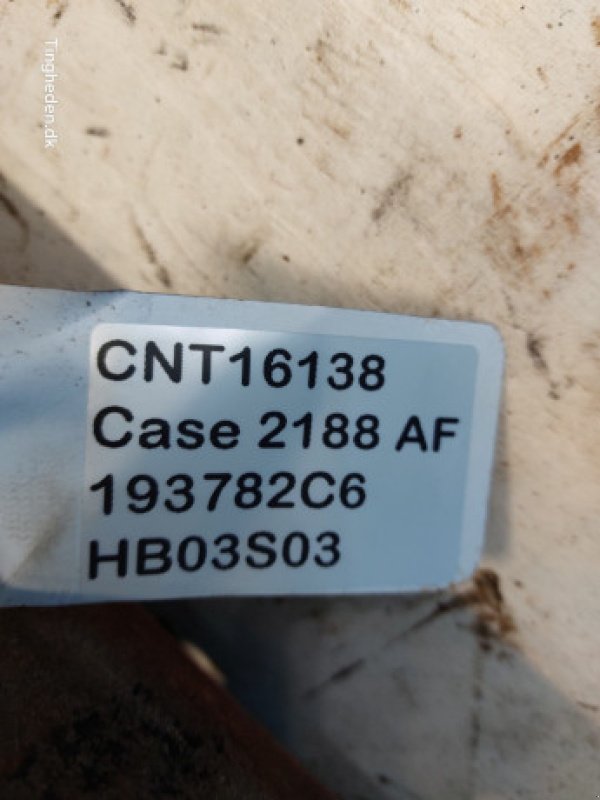 Tingheden.dk
CNT16138
Case 2188 AF
193782C6
HB03S03